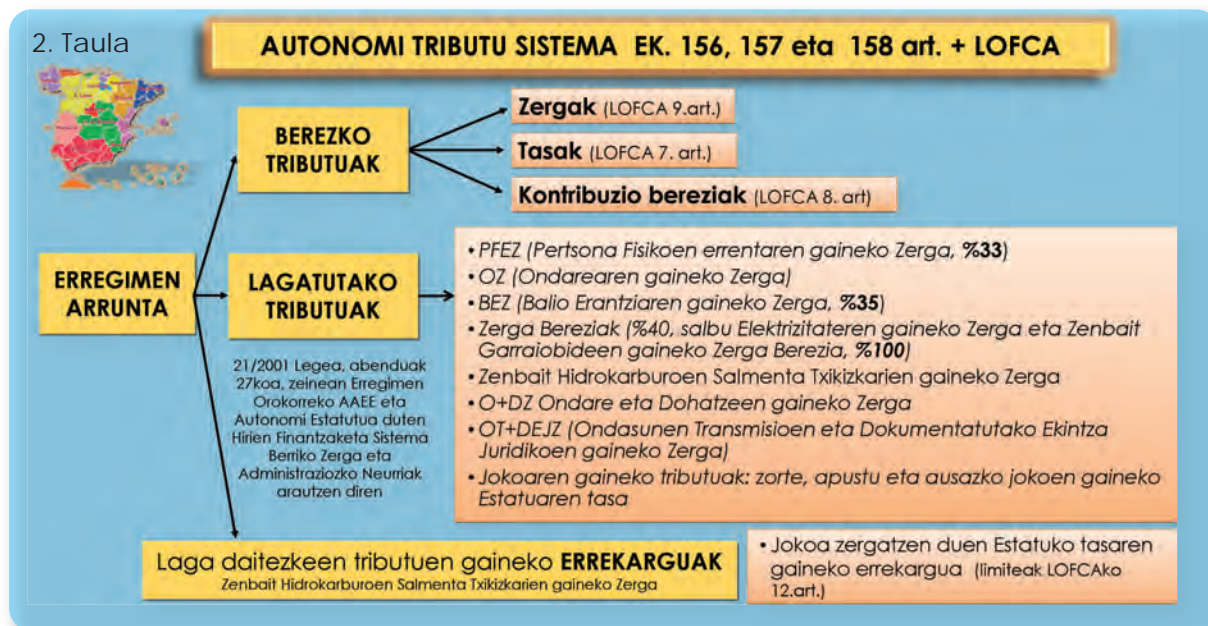 2. Taula
AUTONOMI TRIBUTU SISTEMA EK. 156, 157 eta 158 art. + LOFCA
BEREZKO
TRIBUTUAK
Zergak (LOFCA 9.art.)
Tasak (LOFCA 7. art.)
Kontribuzio bereziak (LOFCA 8. art)
ERREGIMEN
ARRUNTA
LAGATUTAKO
TRIBUTUAK
21/2001 Legea, abenduak
27koa, zeinean Erregimen
Orokorreko AAEE eta
Autonomi Estatutua duten
Hirien Finantzaketa Sistema
Berriko Zerga eta
Administraziozko Neurriak
arautzen diren
• PFEZ (Pertsona Fisikoen errentaren gaineko Zerga, %33)
• OZ (Ondarearen gaineko Zerga)
• BEZ (Balio Erantziaren gaineko Zerga, %35)
• Zerga Bereziak (%40, salbu Elektrizitateren gaineko Zerga eta Zenbait
Garraiobideen gaineko Zerga Berezia, %100)
• Zenbait Hidrokarburoen Salmenta Txikizkarien gaineko Zerga
• O+DZ Ondare eta Dohatzeen gaineko Zerga
• OT+DEJZ (Ondasunen Transmisioen eta Dokumentatutako Ekintza
Juridikoen gaineko Zerga)
• Jokoaren gaineko tributuak: zorte, apustu eta ausazko jokoen gaineko
Estatuaren tasa
Laga daitezkeen tributuen gaineko ERREKARGUAK
Zenbait Hidrokarburoen Salmenta Txikizkarien gaineko Zerga
• Jokoa zergatzen duen Estatuko tasaren
gaineko errekargua (limiteak LOFCAko
12.art.)